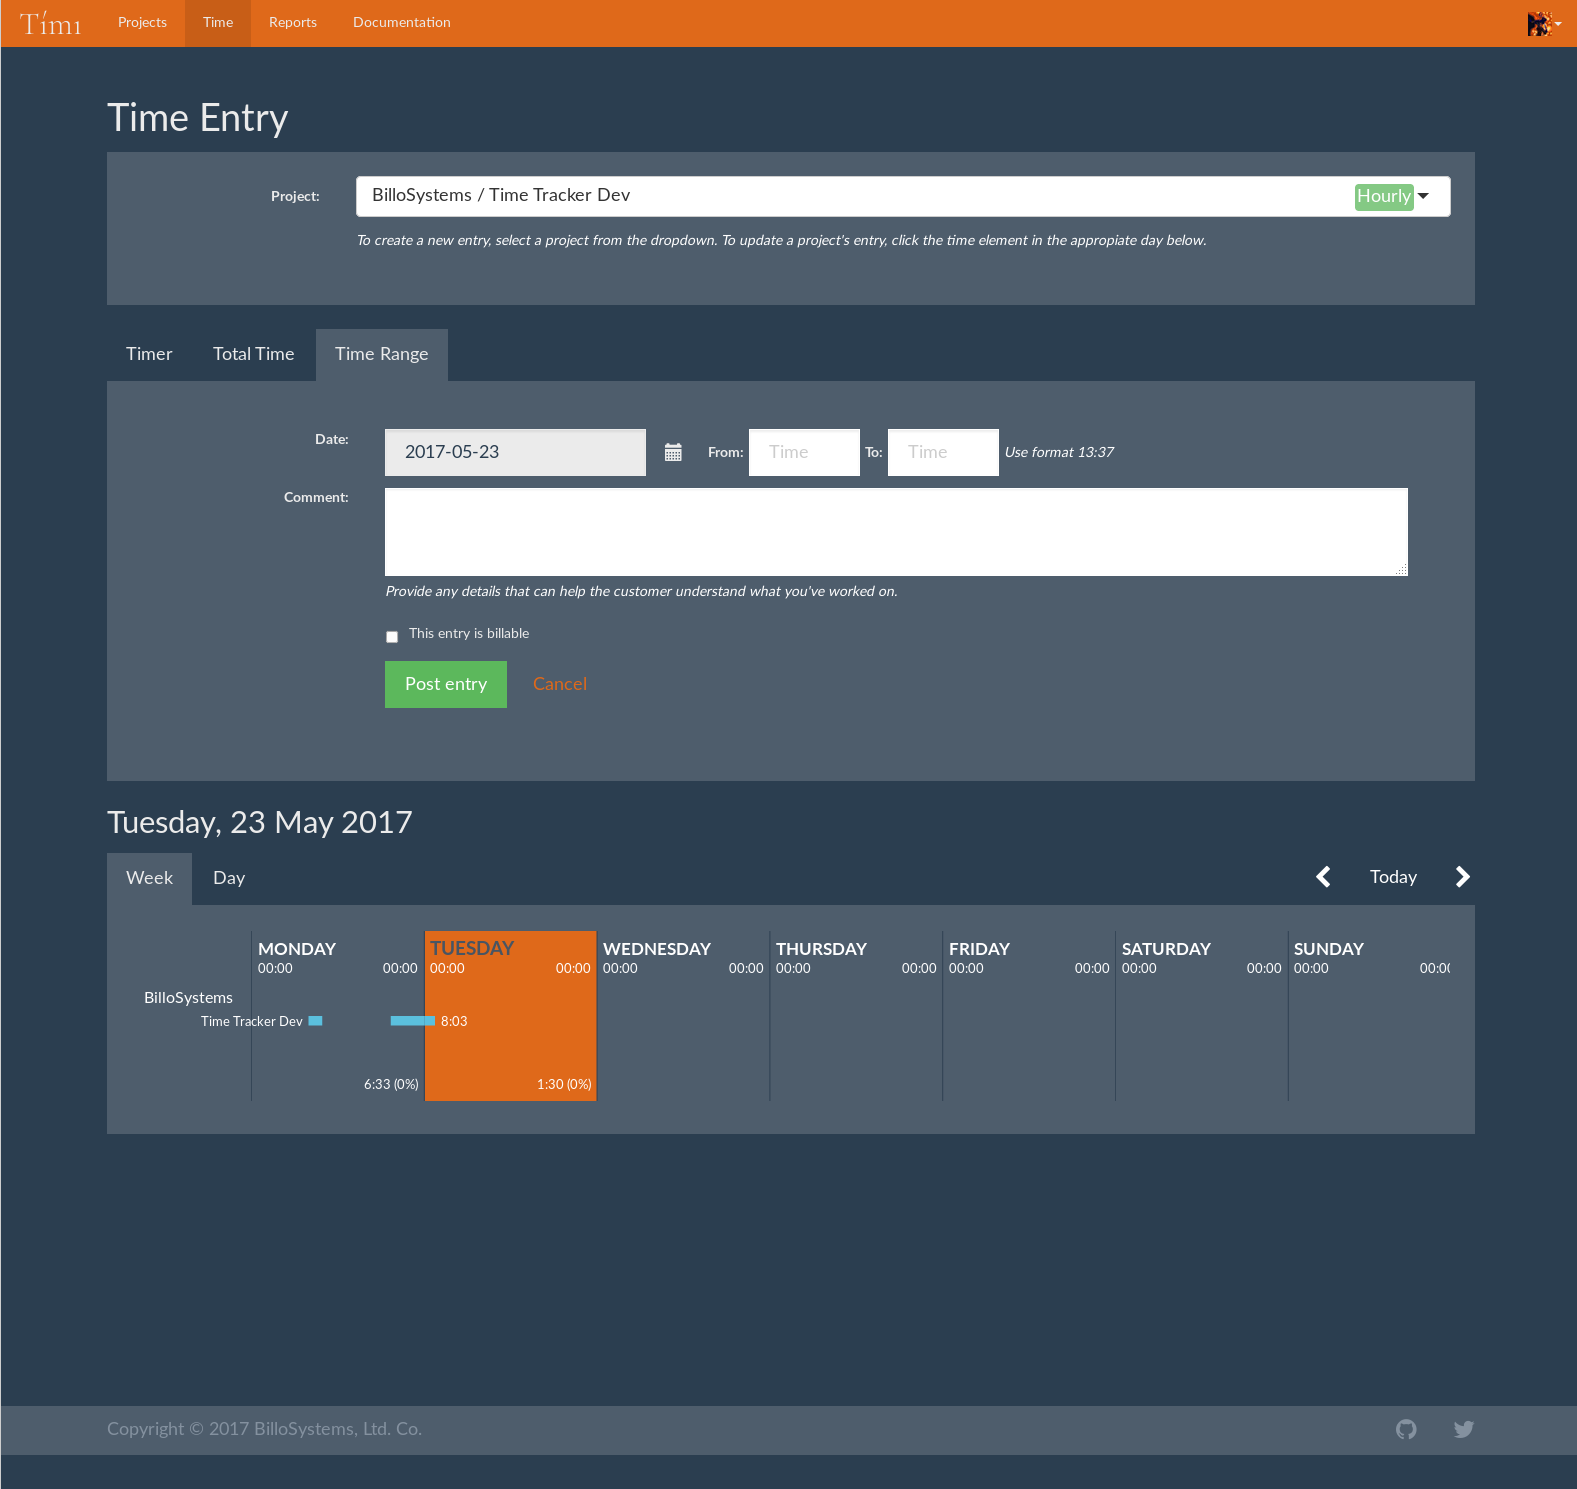 Tímı Projects Time Reports Documentation
Time Entry
Project: BilloSystems / Time Tracker Dev Hourly
To create a new entry, select a project from the dropdown. To update a project's entry, click the time element in the appropiate day below.
Timer Total Time Time Range
Date: 2017-05-23 From: Time To: Time Use format 13:37
Comment:
Provide any details that can help the customer understand what you've worked on.
This entry is billable
Post entry Cancel
Tuesday, 23 May 2017
Week Day Today
MONDAY TUESDAY WEDNESDAY THURSDAY FRIDAY SATURDAY SUNDAY
00:00 00:00 00:00 00:00 00:00 00:00 00:00 00:00 00:00 00:00 00:00 00:00 00:00 00:00
BilloSystems
Time Tracker Dev 8:03
6:33 (0%) 1:30 (0%)
Copyright © 2017 BilloSystems, Ltd. Co.